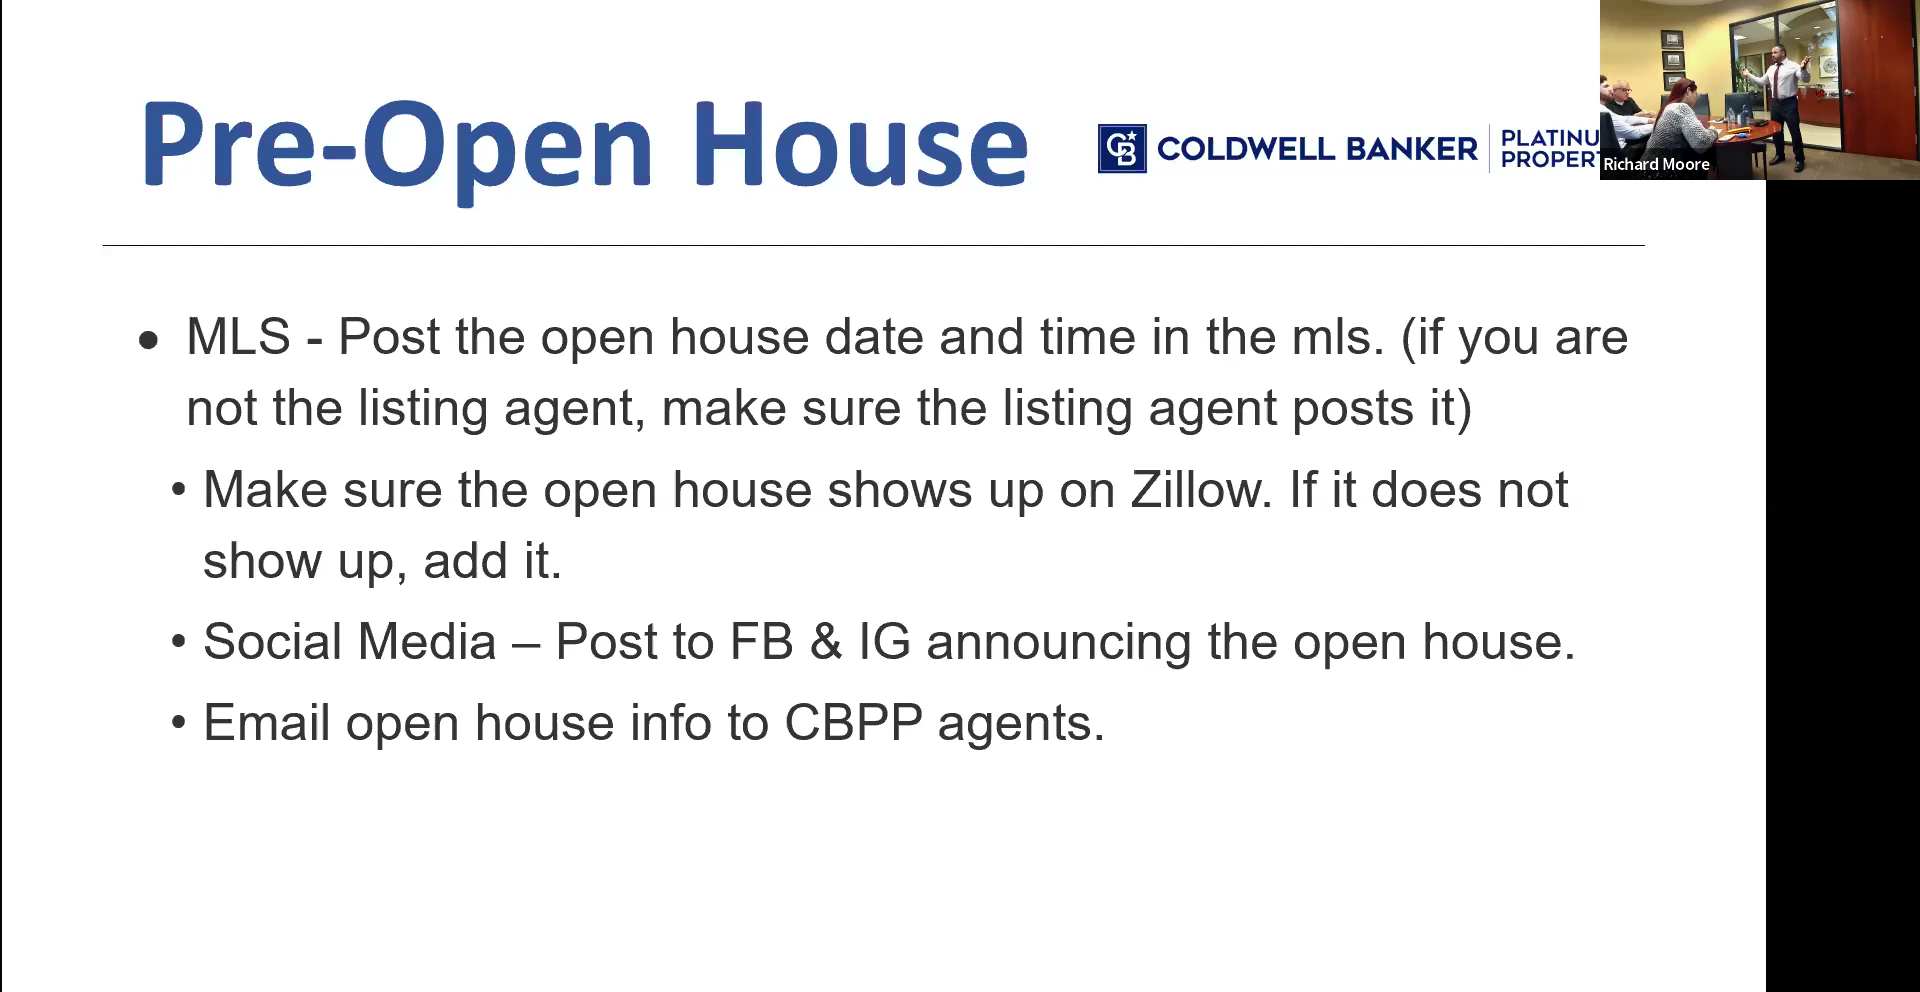 Pre-Open House
CB
COLDWELL BANKER
PLATINU
PROPERT
Richard Moore
• MLS - Post the open house date and time in the mls. (if you are
not the listing agent, make sure the listing agent posts it)
• Make sure the open house shows up on Zillow. If it does not
show up, add it.
• Social Media – Post to FB & IG announcing the open house.
• Email open house info to CBPP agents.